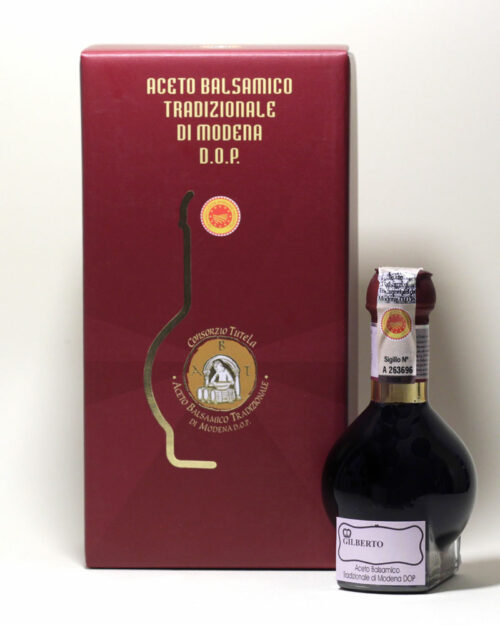 ACETO BALSAMICO
TRADIZIONALE
DI MODENA
D.O.P.
CONSORZIO TUTELA
A B T
ACETO BALSAMICO TRADIZIONALE
DI MODENA D.O.P.
Sigillo N°
A 263696
GILBERTO
Aceto Balsamico
Tradizionale di Modena DOP